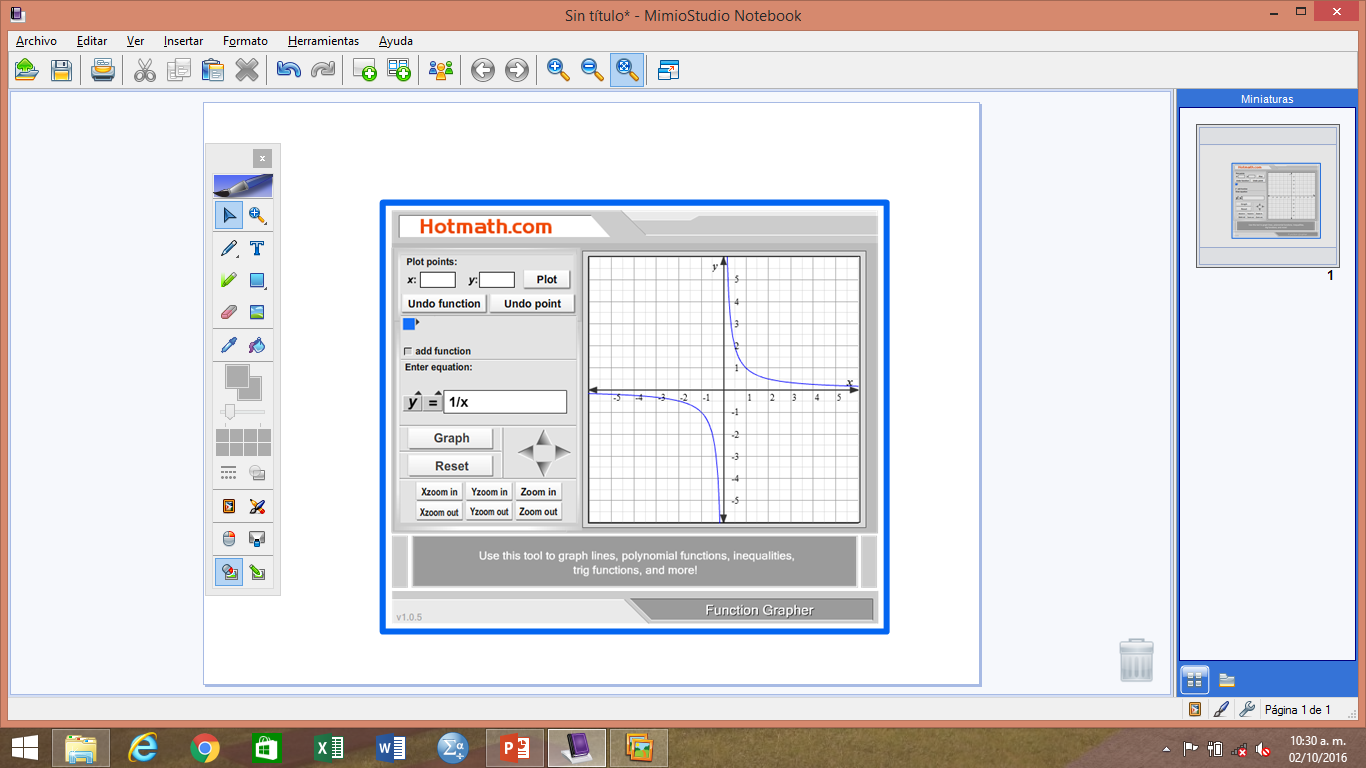 Sin título* - MimioStudio Notebook
Archivo Editar Ver Insertar Formato Herramientas Ayuda
Miniaturas
x
T
Hotmath.com
Plot points:
x: y: Plot
Undo function Undo point
add function
Enter equation:
y = 1/x
Graph
Reset
Xzoom in Yzoom in Zoom in
Xzoom out Yzoom out Zoom out
y
5
4
3
2
1
x
-5 -4 -3 -2 -1 1 2 3 4 5
-1
-2
-3
-4
-5
Use this tool to graph lines, polynomial functions, inequalities,
trig functions, and more!
v1.0.5
Function Grapher
1
Página 1 de 1
10:30 a. m.
02/10/2016